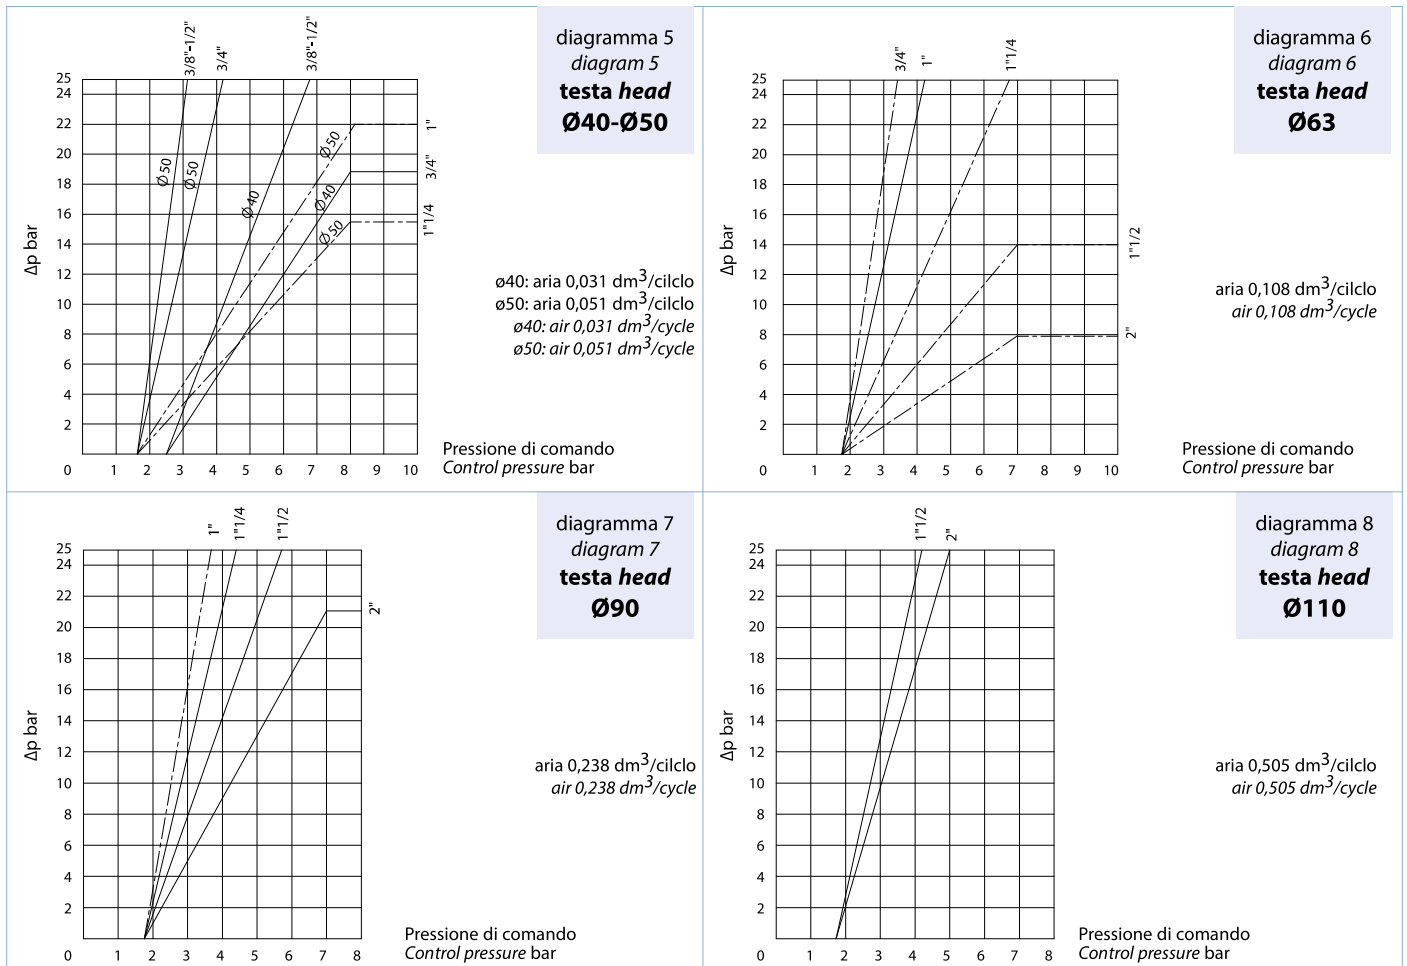 diagramma 5
diagram 5
testa head
Ø40-Ø50
3/8"-1/2"
3/4"
3/8"-1/2"
25
24
22
20
18
16
14
12
10
8
6
4
2
0 1 2 3 4 5 6 7 8 9 10
Δp bar
Ø50
Ø50
Ø40
Ø50
Ø40
Ø50
1"
3/4"
1"1/4
ø40: aria 0,031 dm3/cilclo
ø50: aria 0,051 dm3/cilclo
ø40: air 0,031 dm3/cycle
ø50: air 0,051 dm3/cycle
Pressione di comando
Control pressure bar
diagramma 6
diagram 6
testa head
Ø63
3/4"
1"
1"1/4
25
24
22
20
18
16
14
12
10
8
6
4
2
0 1 2 3 4 5 6 7 8 9 10
Δp bar
1"1/2
2"
aria 0,108 dm3/cilclo
air 0,108 dm3/cycle
Pressione di comando
Control pressure bar
diagramma 7
diagram 7
testa head
Ø90
1"
1"1/4
1"1/2
25
24
22
20
18
16
14
12
10
8
6
4
2
0 1 2 3 4 5 6 7 8
Δp bar
2"
aria 0,238 dm3/cilclo
air 0,238 dm3/cycle
Pressione di comando
Control pressure bar
diagramma 8
diagram 8
testa head
Ø110
1"1/2
2"
25
24
22
20
18
16
14
12
10
8
6
4
2
0 1 2 3 4 5 6 7 8
Δp bar
aria 0,505 dm3/cilclo
air 0,505 dm3/cycle
Pressione di comando
Control pressure bar